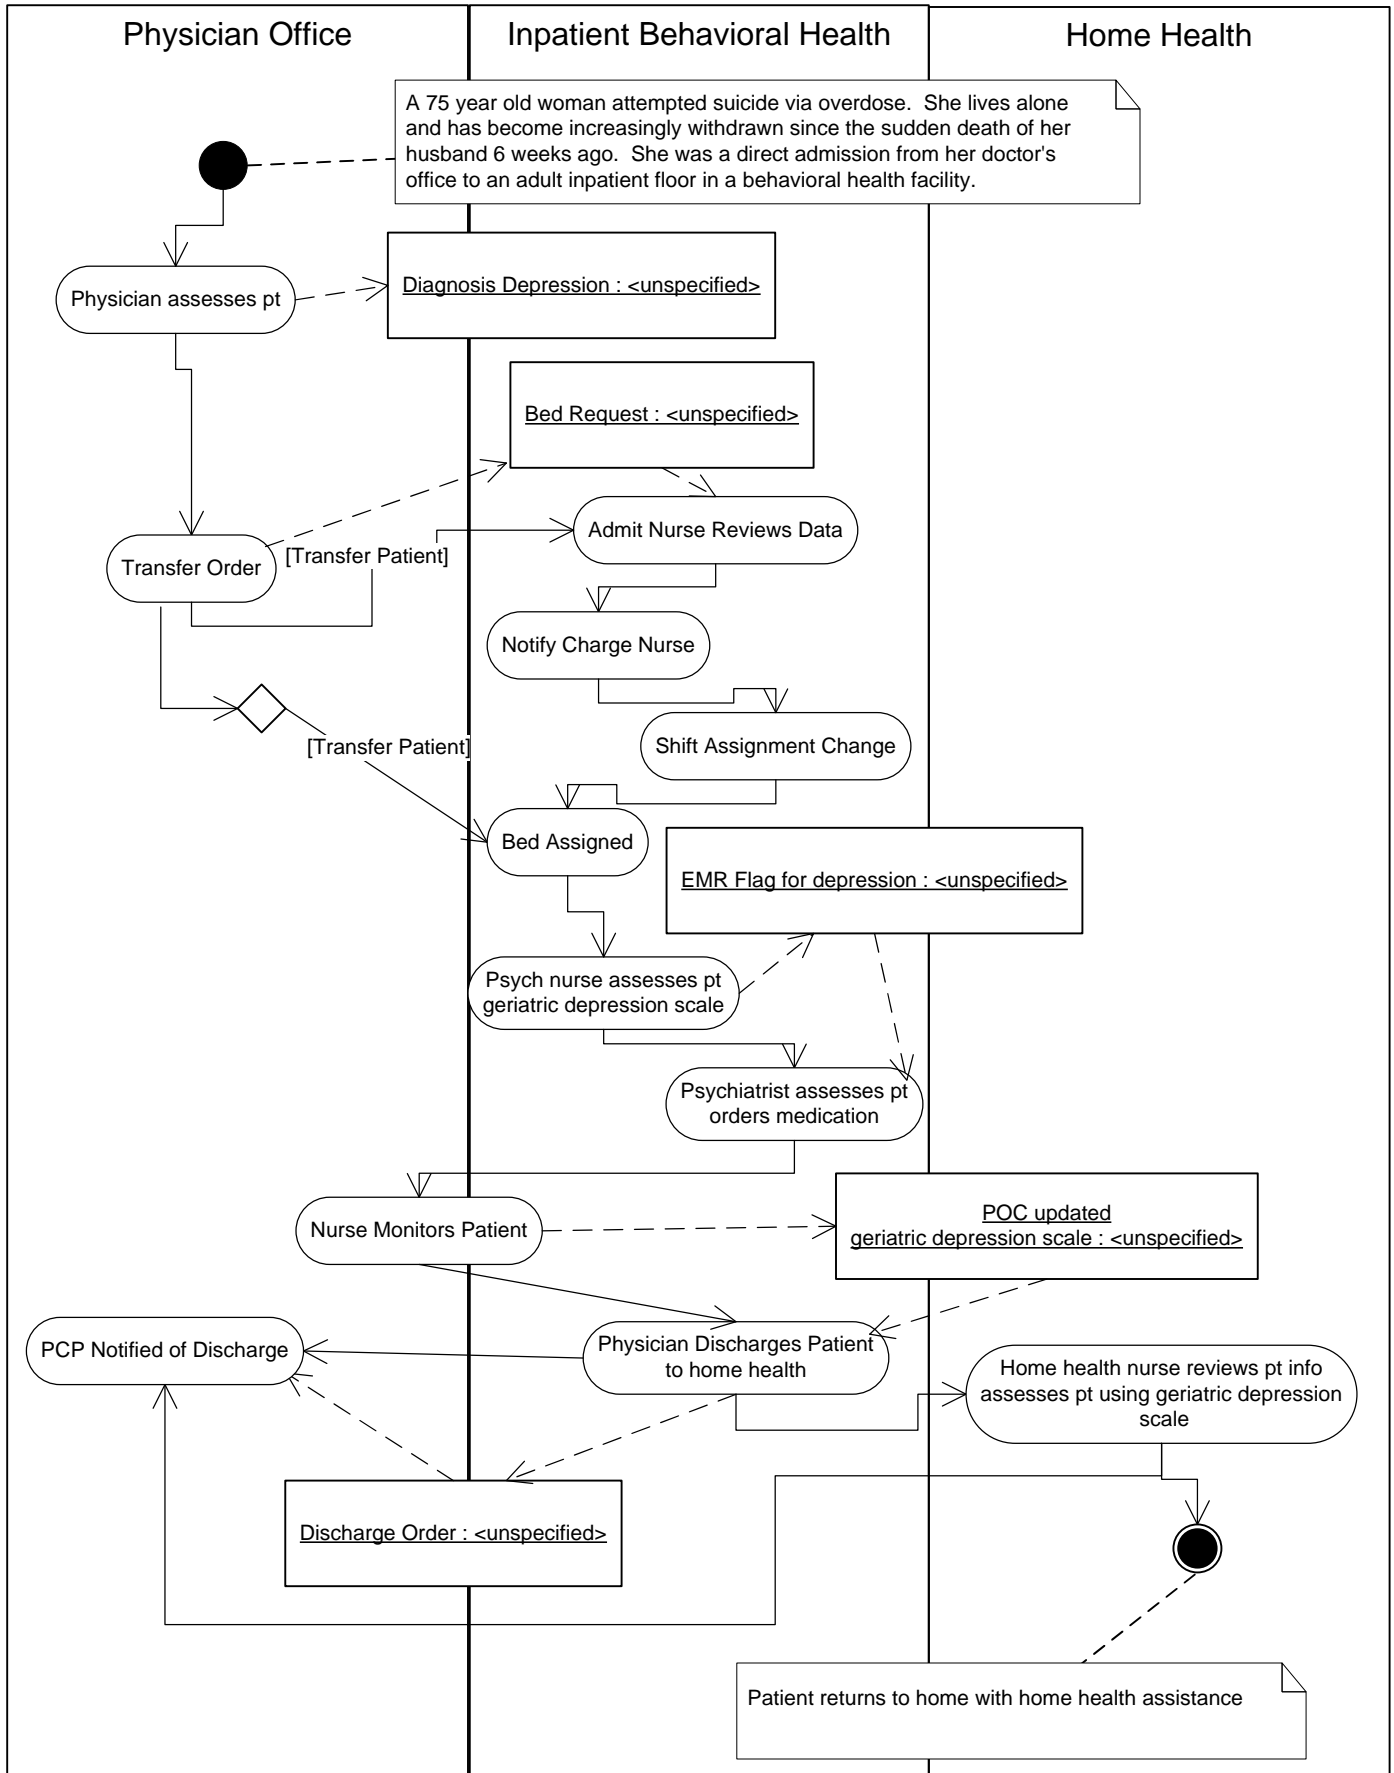 Physician Office
Inpatient Behavioral Health
Home Health
A 75 year old woman attempted suicide via overdose. She lives alone
and has become increasingly withdrawn since the sudden death of her
husband 6 weeks ago. She was a direct admission from her doctor's
office to an adult inpatient floor in a behavioral health facility.
Physician assesses pt
Diagnosis Depression : <unspecified>
Bed Request : <unspecified>
Admit Nurse Reviews Data
[Transfer Patient]
Transfer Order
Notify Charge Nurse
[Transfer Patient]
Shift Assignment Change
Bed Assigned
EMR Flag for depression : <unspecified>
Psych nurse assesses pt
geriatric depression scale
Psychiatrist assesses pt
orders medication
Nurse Monitors Patient
POC updated
geriatric depression scale : <unspecified>
PCP Notified of Discharge
Physician Discharges Patient
to home health
Home health nurse reviews pt info
assesses pt using geriatric depression
scale
Discharge Order : <unspecified>
Patient returns to home with home health assistance